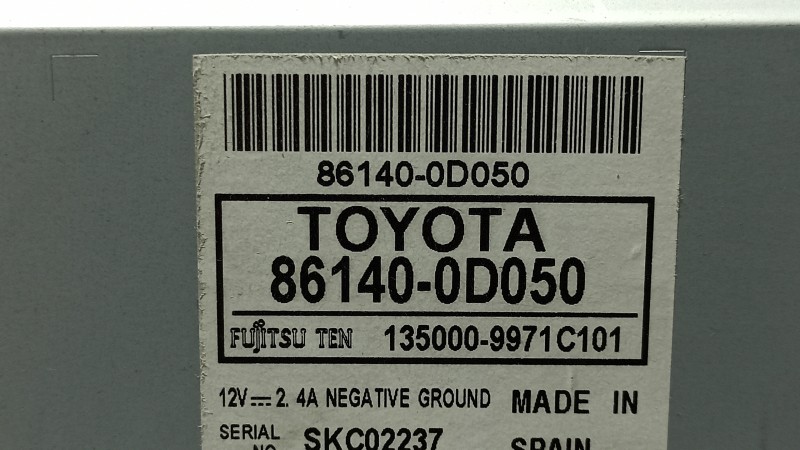 86140-0D050
TOYOTA
86140-0D050
FUJITSU TEN 135000-9971C101
12V⎓2.4A NEGATIVE GROUND MADE IN
SERIAL NO. SKC02237 SPAIN